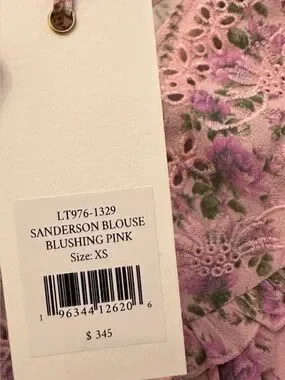 LT976-1329
SANDERSON BLOUSE
BLUSHING PINK
Size: XS
1 96344 12620 6
$ 345